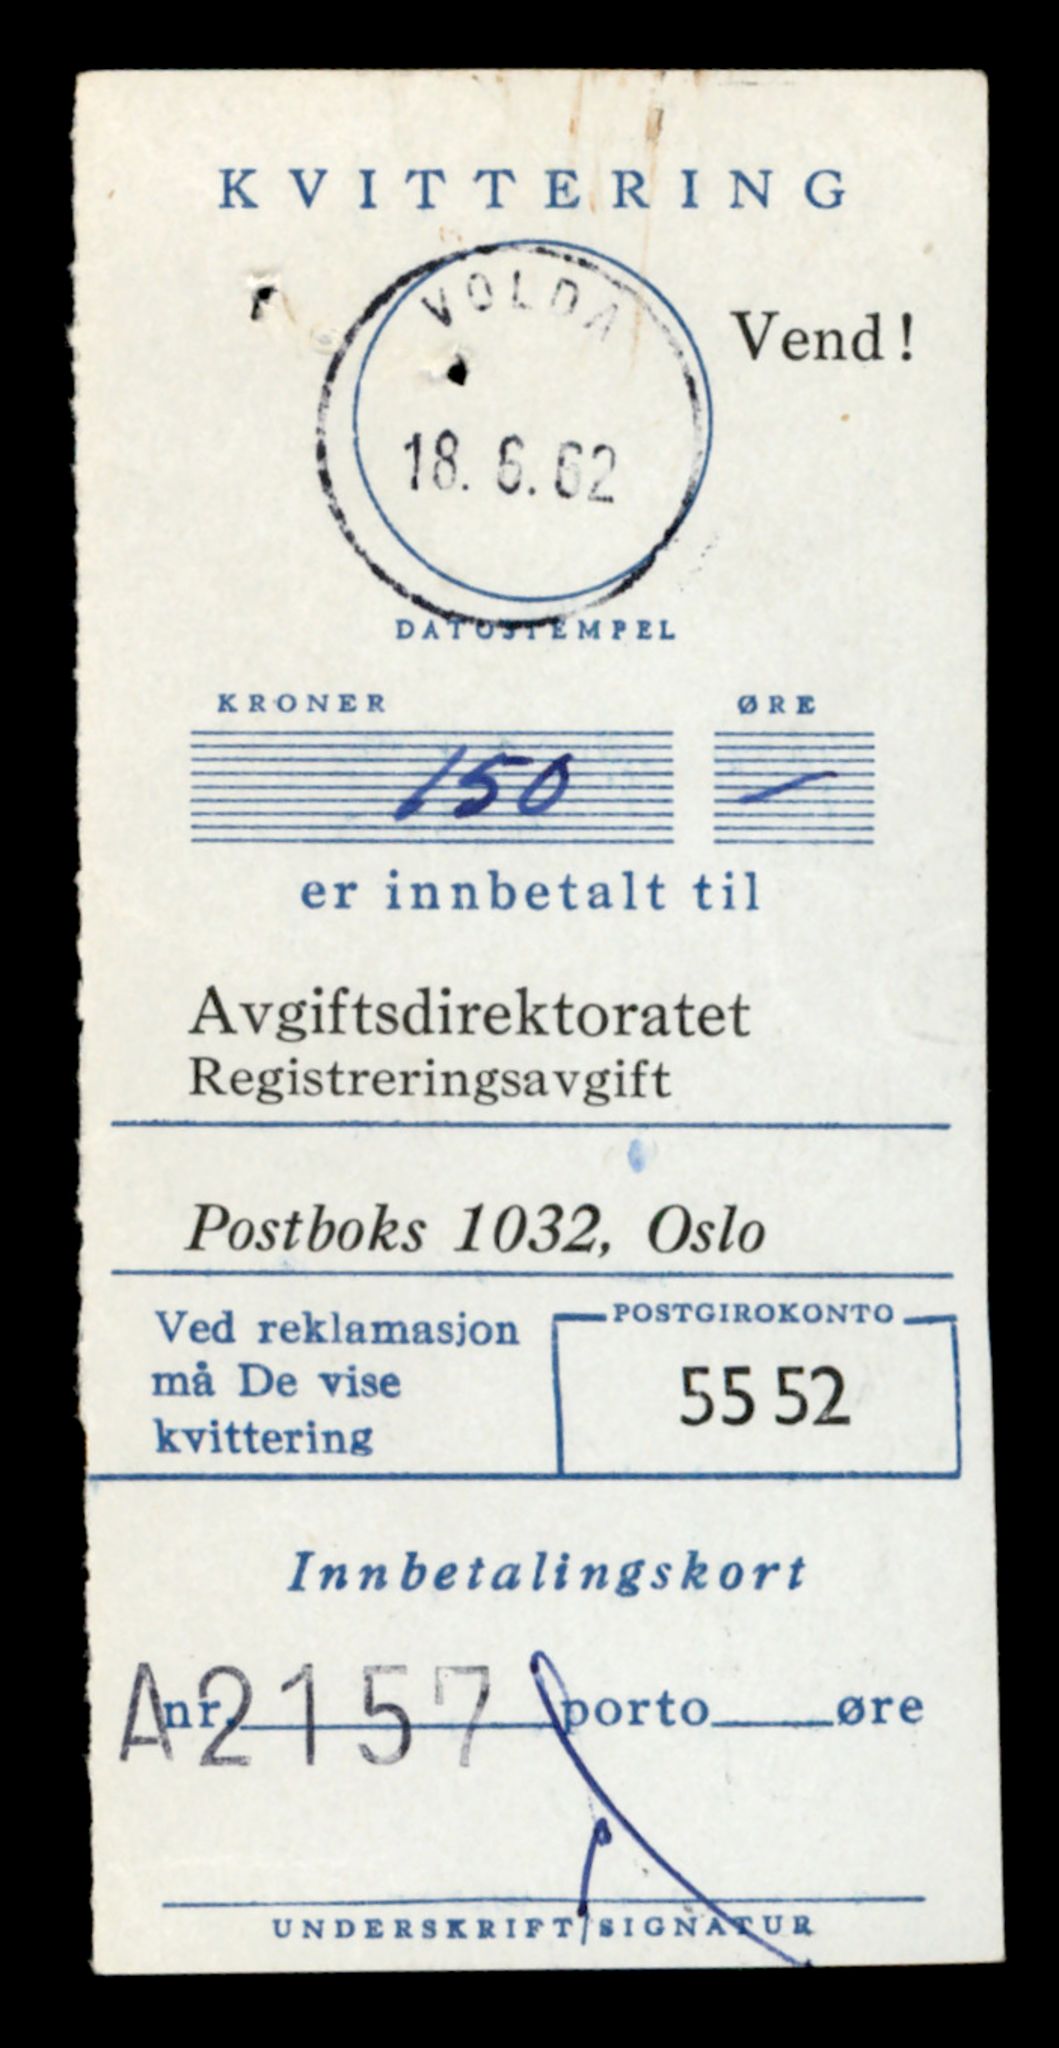 KVITTERING
VOLDA
Vend!
18. 6. 62
DATOSTEMPEL
KRONER ØRE
150 —
er innbetalt til
Avgiftsdirektoratet
Registreringsavgift
Postboks 1032, Oslo
Ved reklamasjon
må De vise
kvittering
POSTGIROKONTO
55 52
Innbetalingskort
nr. A2157 porto øre
UNDERSKRIFT/SIGNATUR